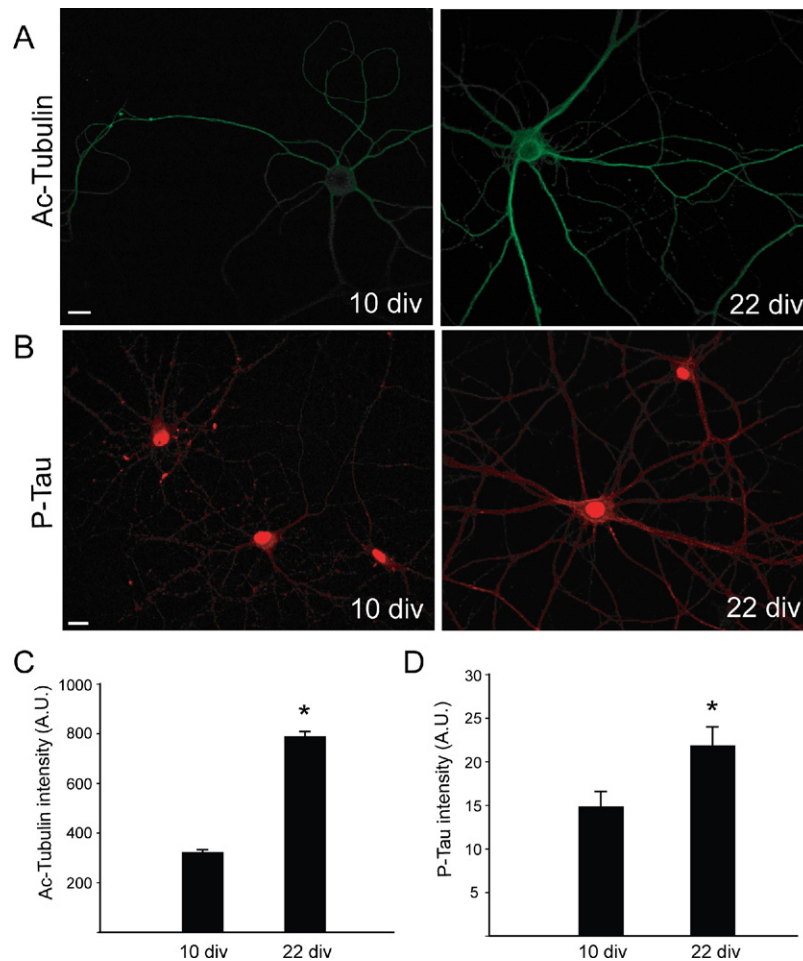 A
Ac-Tubulin
10 div
22 div
B
P-Tau
10 div
22 div
C
Ac-Tubulin intensity (A.U.)
1000
800
600
400
200
*
10 div
22 div
D
P-Tau intensity (A.U.)
30
25
20
15
10
5
*
10 div
22 div